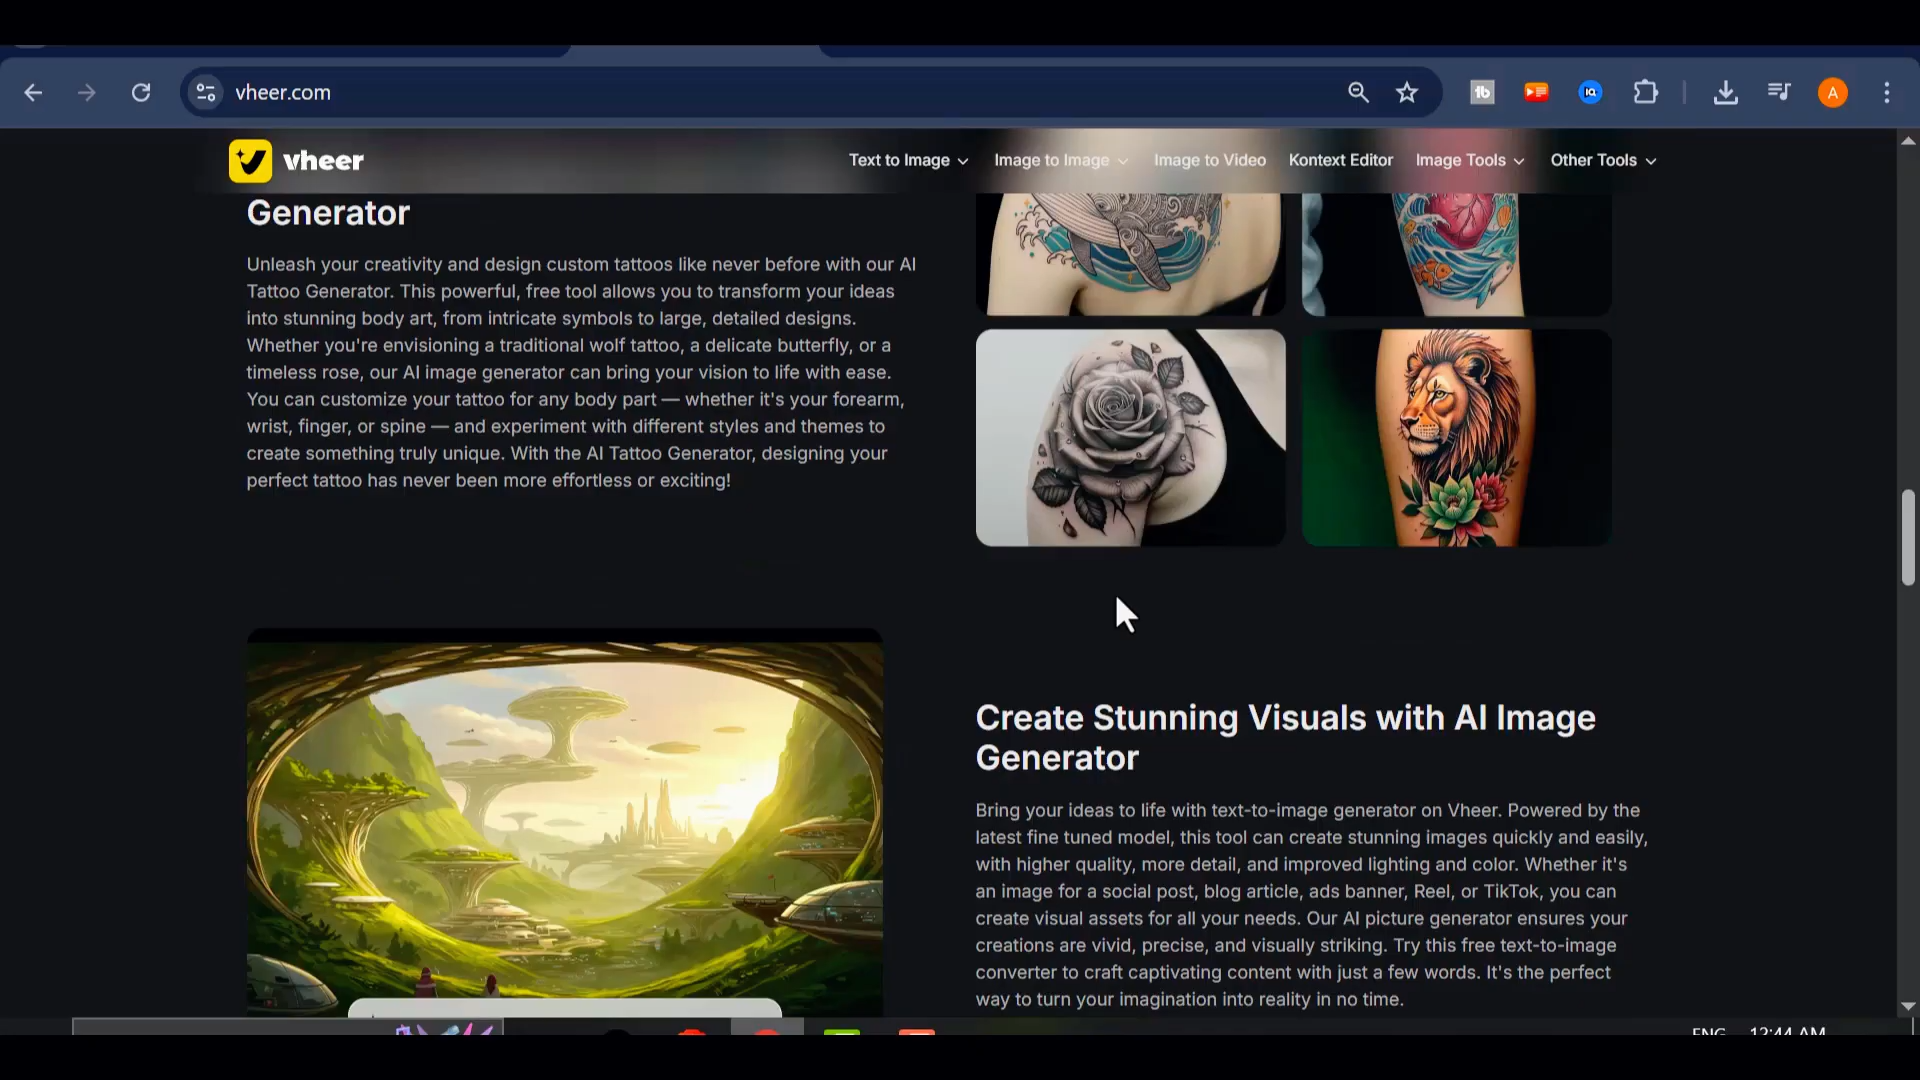 vheer.com
A
vheer
Text to Image
Image to Image
Image to Video
Kontext Editor
Image Tools
Other Tools
Generator
Unleash your creativity and design custom tattoos like never before with our AI
Tattoo Generator. This powerful, free tool allows you to transform your ideas
into stunning body art, from intricate symbols to large, detailed designs.
Whether you're envisioning a traditional wolf tattoo, a delicate butterfly, or a
timeless rose, our AI image generator can bring your vision to life with ease.
You can customize your tattoo for any body part — whether it's your forearm,
wrist, finger, or spine — and experiment with different styles and themes to
create something truly unique. With the AI Tattoo Generator, designing your
perfect tattoo has never been more effortless or exciting!
Create Stunning Visuals with AI Image
Generator
Bring your ideas to life with text-to-image generator on Vheer. Powered by the
latest fine tuned model, this tool can create stunning images quickly and easily,
with higher quality, more detail, and improved lighting and color. Whether it's
an image for a social post, blog article, ads banner, Reel, or TikTok, you can
create visual assets for all your needs. Our AI picture generator ensures your
creations are vivid, precise, and visually striking. Try this free text-to-image
converter to craft captivating content with just a few words. It's the perfect
way to turn your imagination into reality in no time.
ENG 12:44 AM